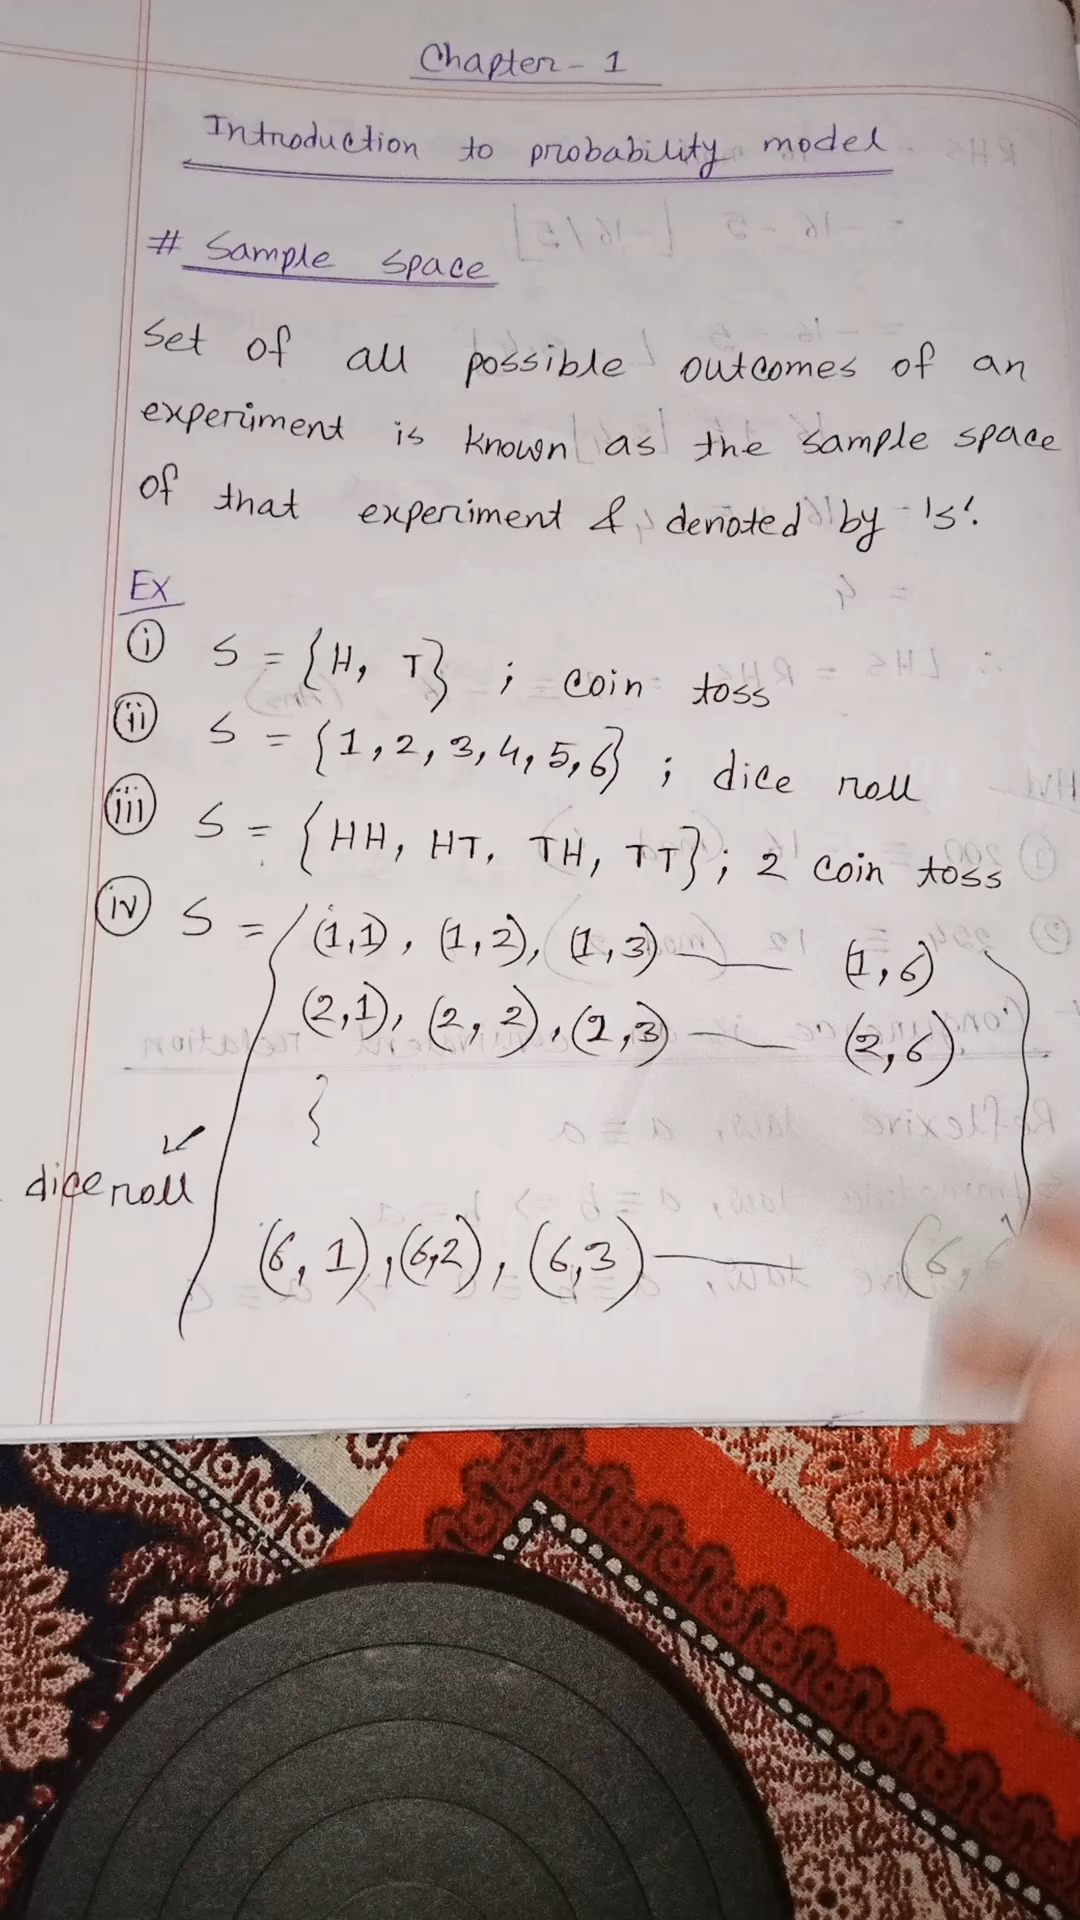 Chapter - 1
Introduction to probability model
# Sample space
Set of all possible outcomes of an
experiment is known as the sample space
of that experiment & denoted by 's'.
Ex
(i) S = {H, T} ; coin toss
(ii) S = {1, 2, 3, 4, 5, 6} ; dice roll
(iii) S = {HH, HT, TH, TT} ; 2 coin toss
(iv) S = { (1,1), (1,2), (1,3) — (1,6)
(2,1), (2,2), (2,3) — (2,6)
dice roll
(6,1), (6,2), (6,3) — (6,